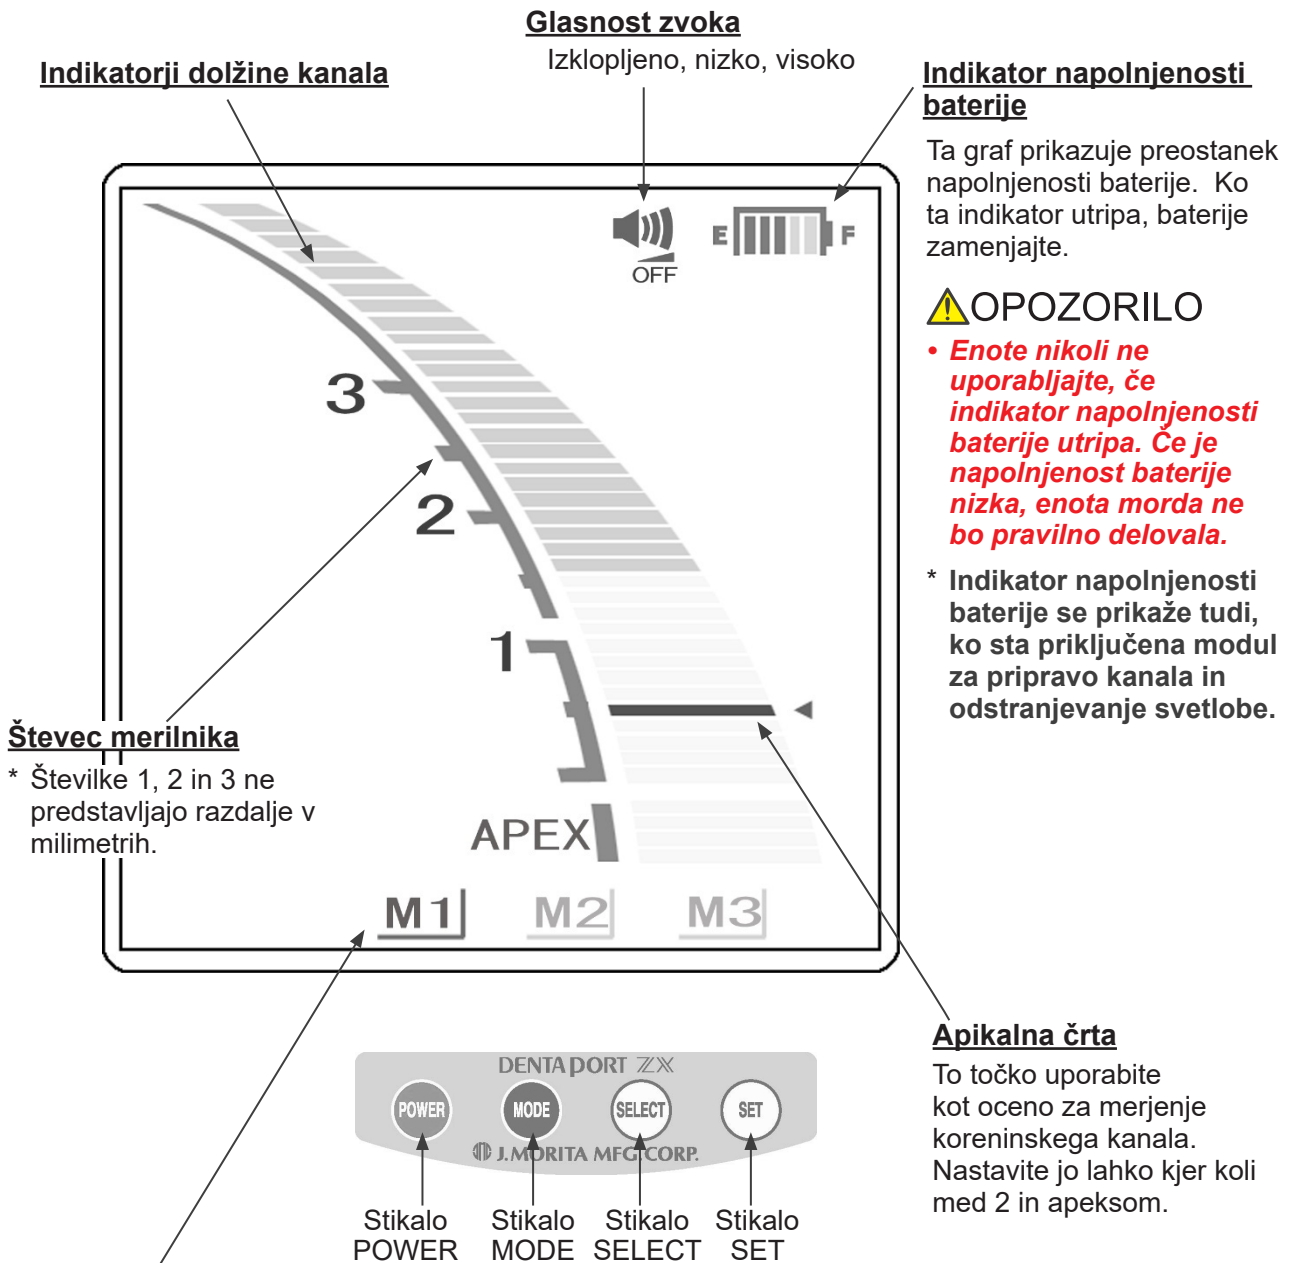 Glasnost zvoka
Izklopljeno, nizko, visoko
Indikatorji dolžine kanala
Indikator napolnjenosti
baterije
Ta graf prikazuje preostanek
napolnjenosti baterije. Ko
ta indikator utripa, baterije
zamenjajte.
OPOZORILO
• Enote nikoli ne
uporabljajte, če
indikator napolnjenosti
baterije utripa. Če je
napolnjenost baterije
nizka, enota morda ne
bo pravilno delovala.
* Indikator napolnjenosti
baterije se prikaže tudi,
ko sta priključena modul
za pripravo kanala in
odstranjevanje svetlobe.
E F
OFF
3
2
1
APEX
M1 M2 M3
Števec merilnika
* Številke 1, 2 in 3 ne
predstavljajo razdalje v
milimetrih.
Apikalna črta
To točko uporabite
kot oceno za merjenje
koreninskega kanala.
Nastavite jo lahko kjer koli
med 2 in apeksom.
DENTAPORT ZX
POWER MODE SELECT SET
J. MORITA MFG. CORP.
Stikalo
POWER
Stikalo
MODE
Stikalo
SELECT
Stikalo
SET